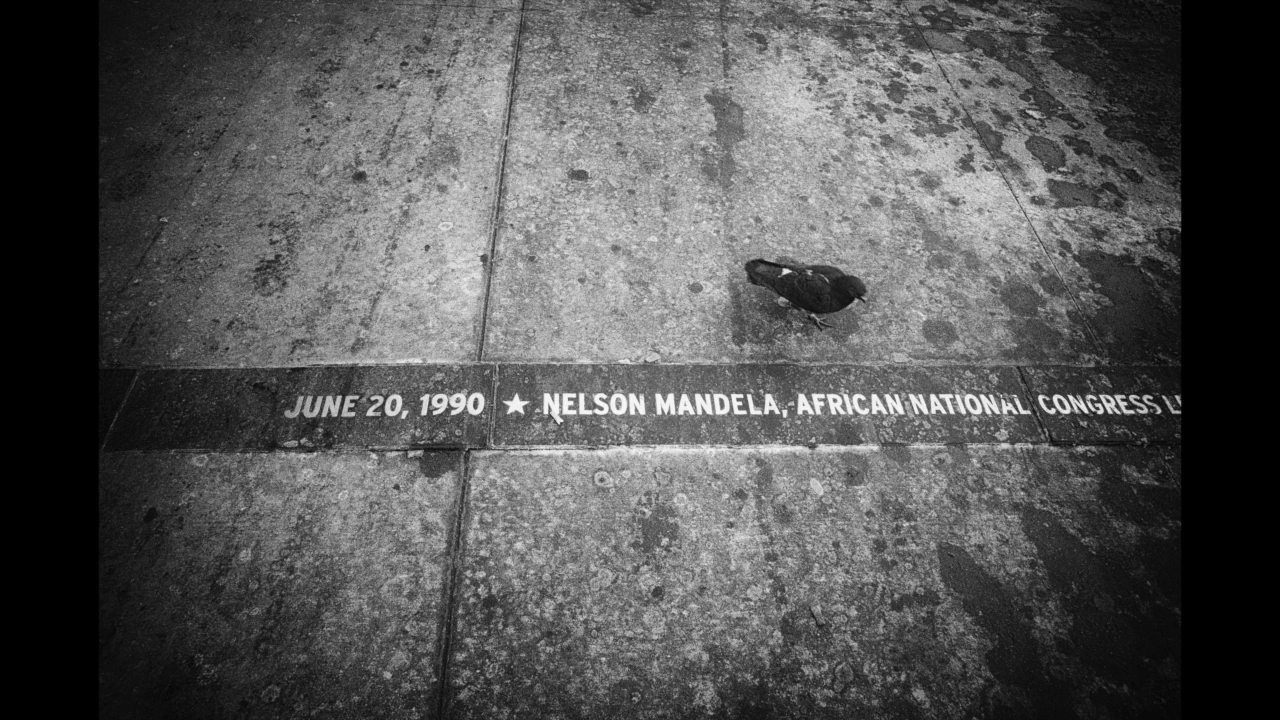 JUNE 20, 1990 ★ NELSON MANDELA, AFRICAN NATIONAL CONGRESS